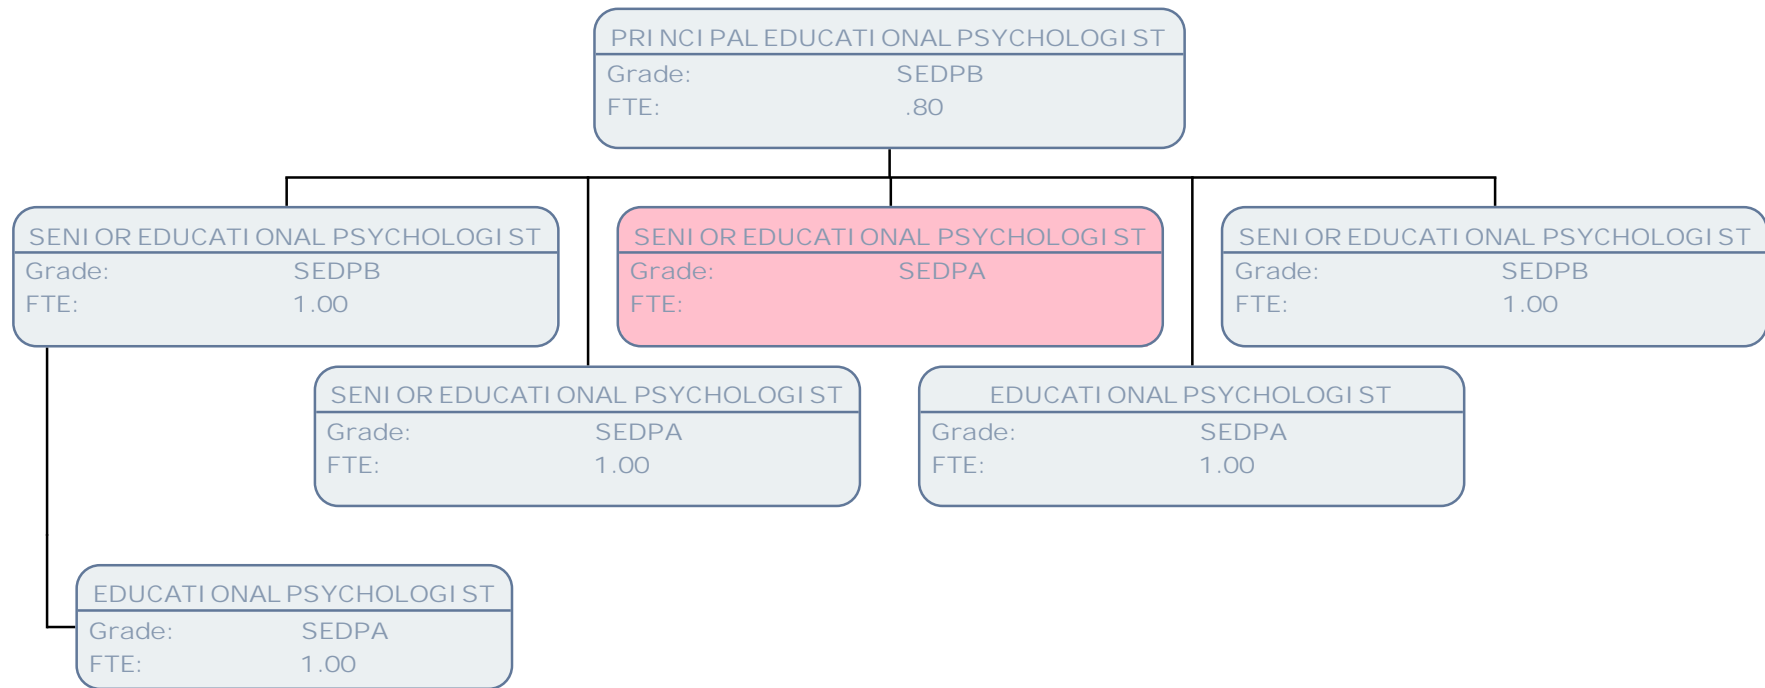 PRINCIPAL EDUCATIONAL PSYCHOLOGIST
Grade: SEDPB
FTE: .80
SENIOR EDUCATIONAL PSYCHOLOGIST
Grade: SEDPB
FTE: 1.00
SENIOR EDUCATIONAL PSYCHOLOGIST
Grade: SEDPA
FTE:
SENIOR EDUCATIONAL PSYCHOLOGIST
Grade: SEDPB
FTE: 1.00
SENIOR EDUCATIONAL PSYCHOLOGIST
Grade: SEDPA
FTE: 1.00
EDUCATIONAL PSYCHOLOGIST
Grade: SEDPA
FTE: 1.00
EDUCATIONAL PSYCHOLOGIST
Grade: SEDPA
FTE: 1.00